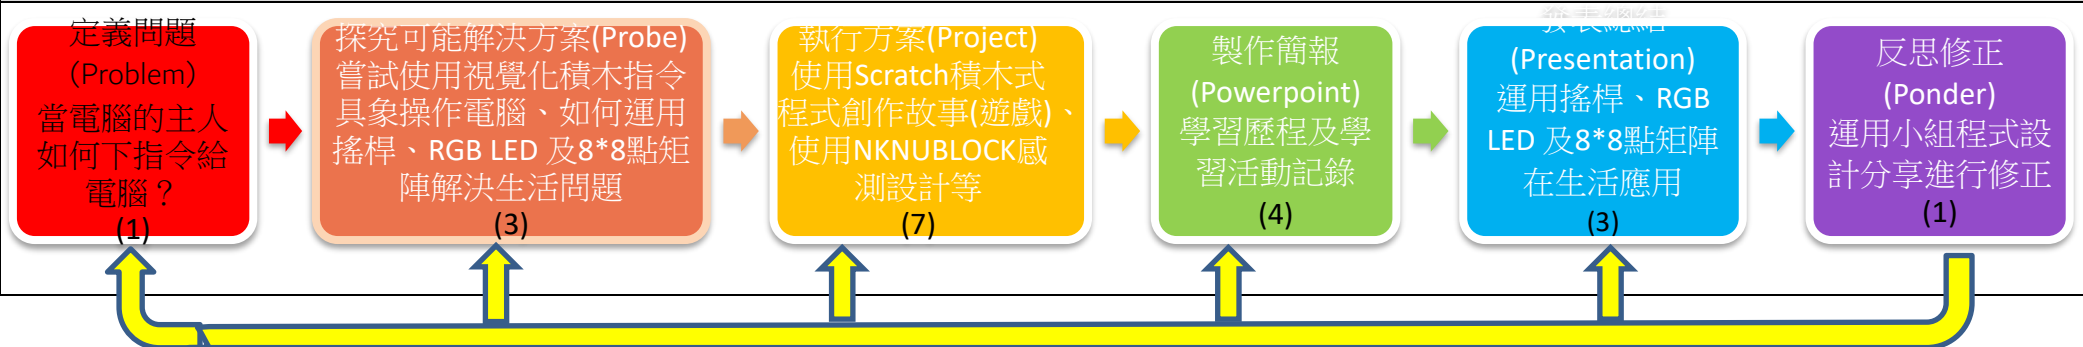 定義問題
(Problem)
當電腦的主人
如何下指令給
電腦？
(1)
探究可能解決方案(Probe)
嘗試使用視覺化積木指令
具象操作電腦、如何運用
搖桿、RGB LED 及8*8點矩
陣解決生活問題
(3)
執行方案(Project)
使用Scratch積木式
程式創作故事(遊戲)、
使用NKNUBLOCK感
測設計等
(7)
製作簡報
(Powerpoint)
學習歷程及學
習活動記錄
(4)
發表總結
(Presentation)
運用搖桿、RGB
LED 及8*8點矩陣
在生活應用
(3)
反思修正
(Ponder)
運用小組程式設
計分享進行修正
(1)